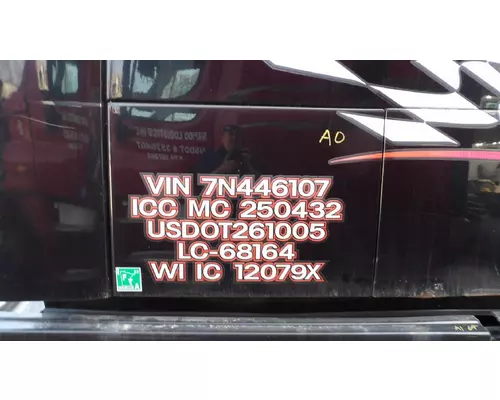 AO
VIN 7N446107
ICC MC 250432
USDOT261005
LC-68164
WI IC 12079X